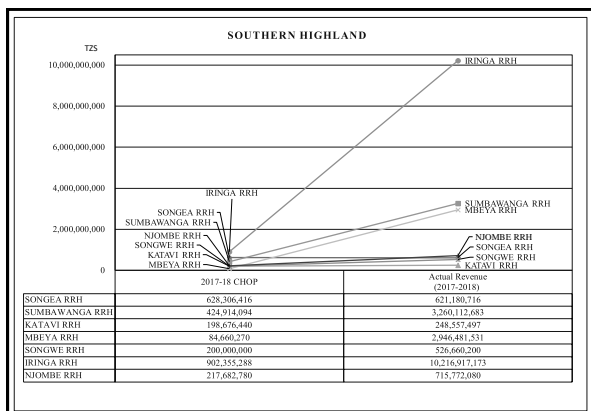 SOUTHERN HIGHLAND
TZS
10,000,000,000
8,000,000,000
6,000,000,000
4,000,000,000
2,000,000,000
0
IRINGA RRH
SONGEA RRH
SUMBAWANGA RRH
NJOMBE RRH
SONGWE RRH
KATAVI RRH
MBEYA RRH
IRINGA RRH
SUMBAWANGA RRH
MBEYA RRH
NJOMBE RRH
SONGEA RRH
SONGWE RRH
KATAVI RRH
2017-18 CHOP Actual Revenue
(2017-2018)
SONGEA RRH 628,306,416 621,180,716
SUMBAWANGA RRH 424,914,094 3,260,112,683
KATAVI RRH 198,676,440 248,557,497
MBEYA RRH 84,660,270 2,946,481,531
SONGWE RRH 200,000,000 526,660,200
IRINGA RRH 902,355,288 10,216,917,173
NJOMBE RRH 217,682,780 715,772,080